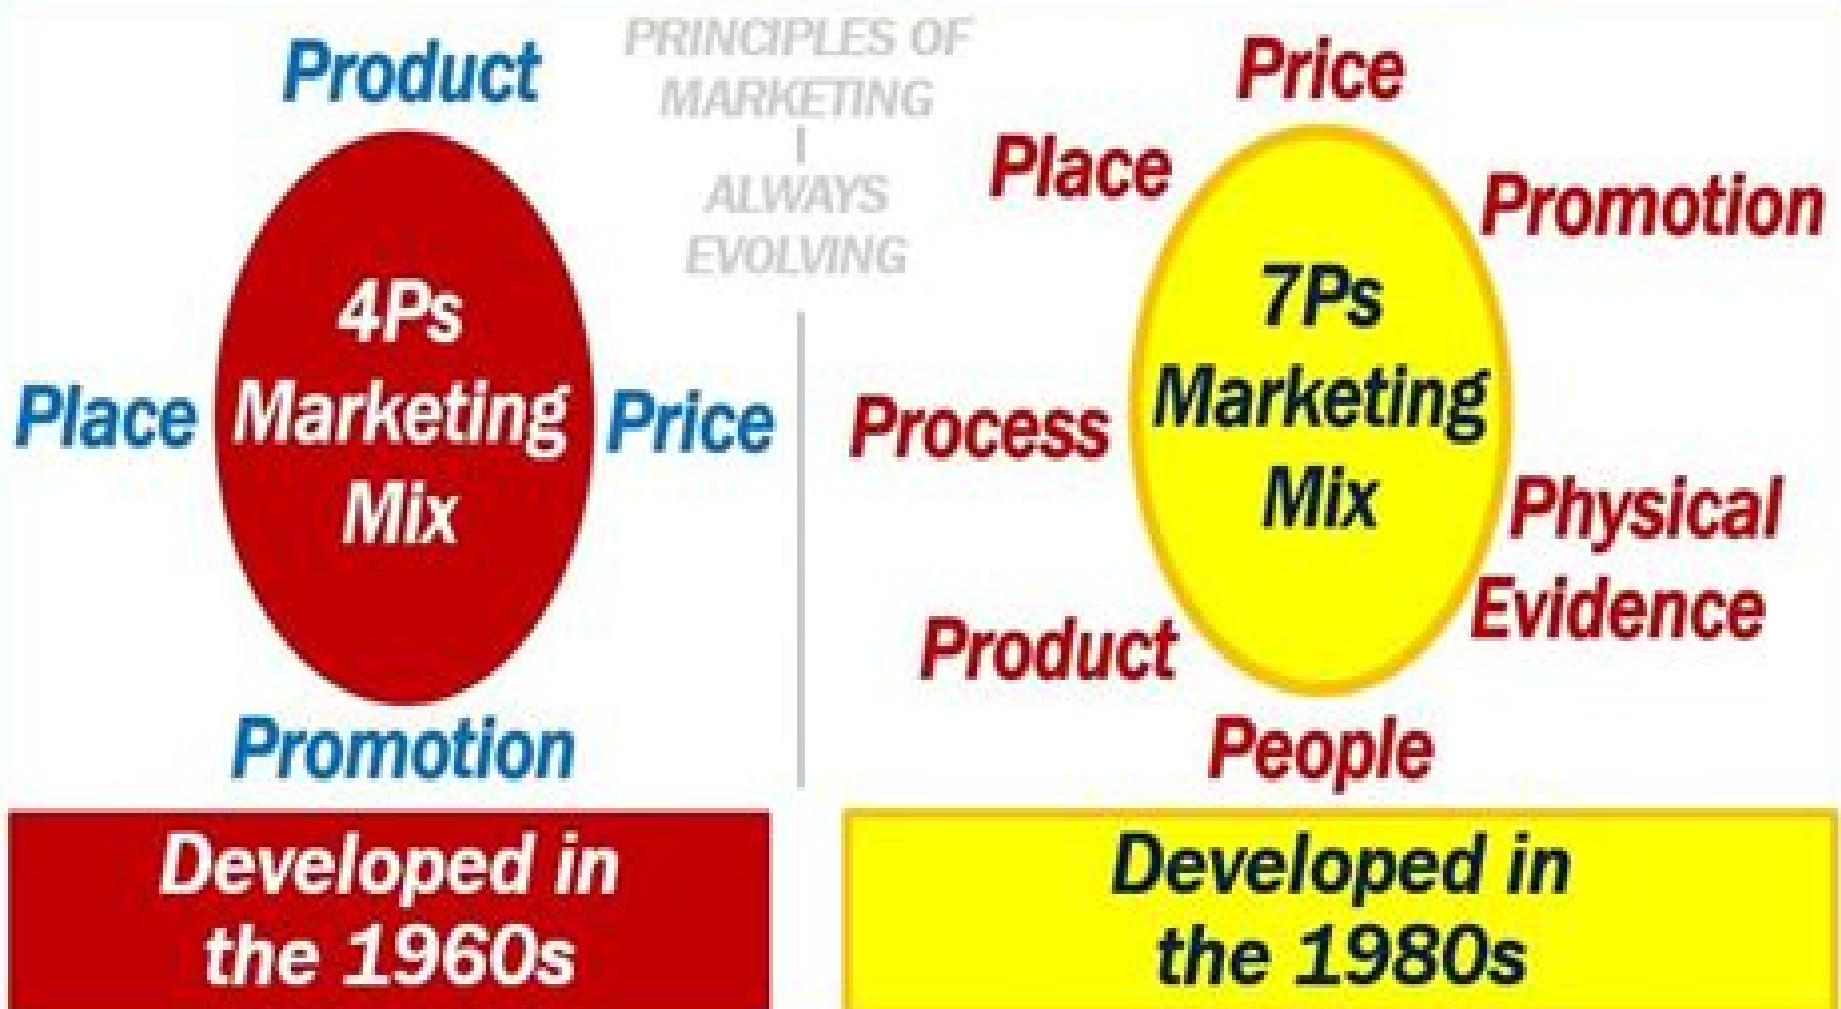 PRINCIPLES OF
MARKETING
ALWAYS
EVOLVING
Product
4Ps
Marketing
Mix
Place
Price
Promotion
Developed in
the 1960s
Price
Place
Promotion
7Ps
Marketing
Mix
Process
Physical
Evidence
Product
People
Developed in
the 1980s